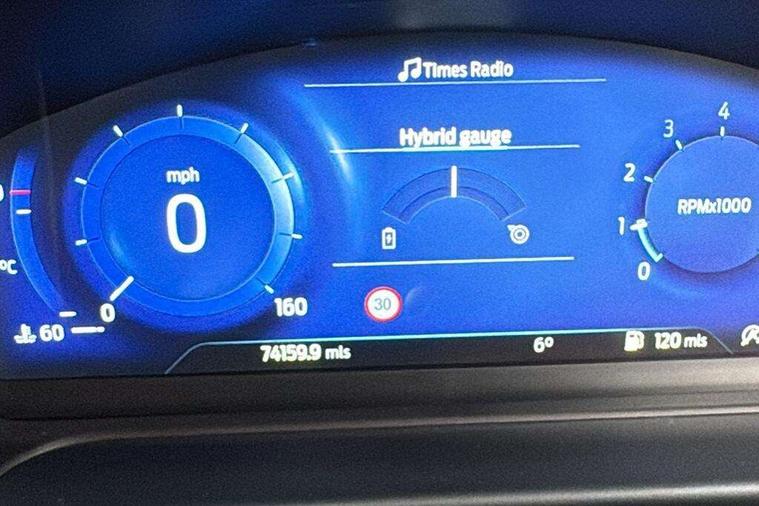 Times Radio
Hybrid gauge
mph
0
0
160
°C
60
4
3
2
1
0
RPMx1000
30
74159.9 mls
6°
120 mls